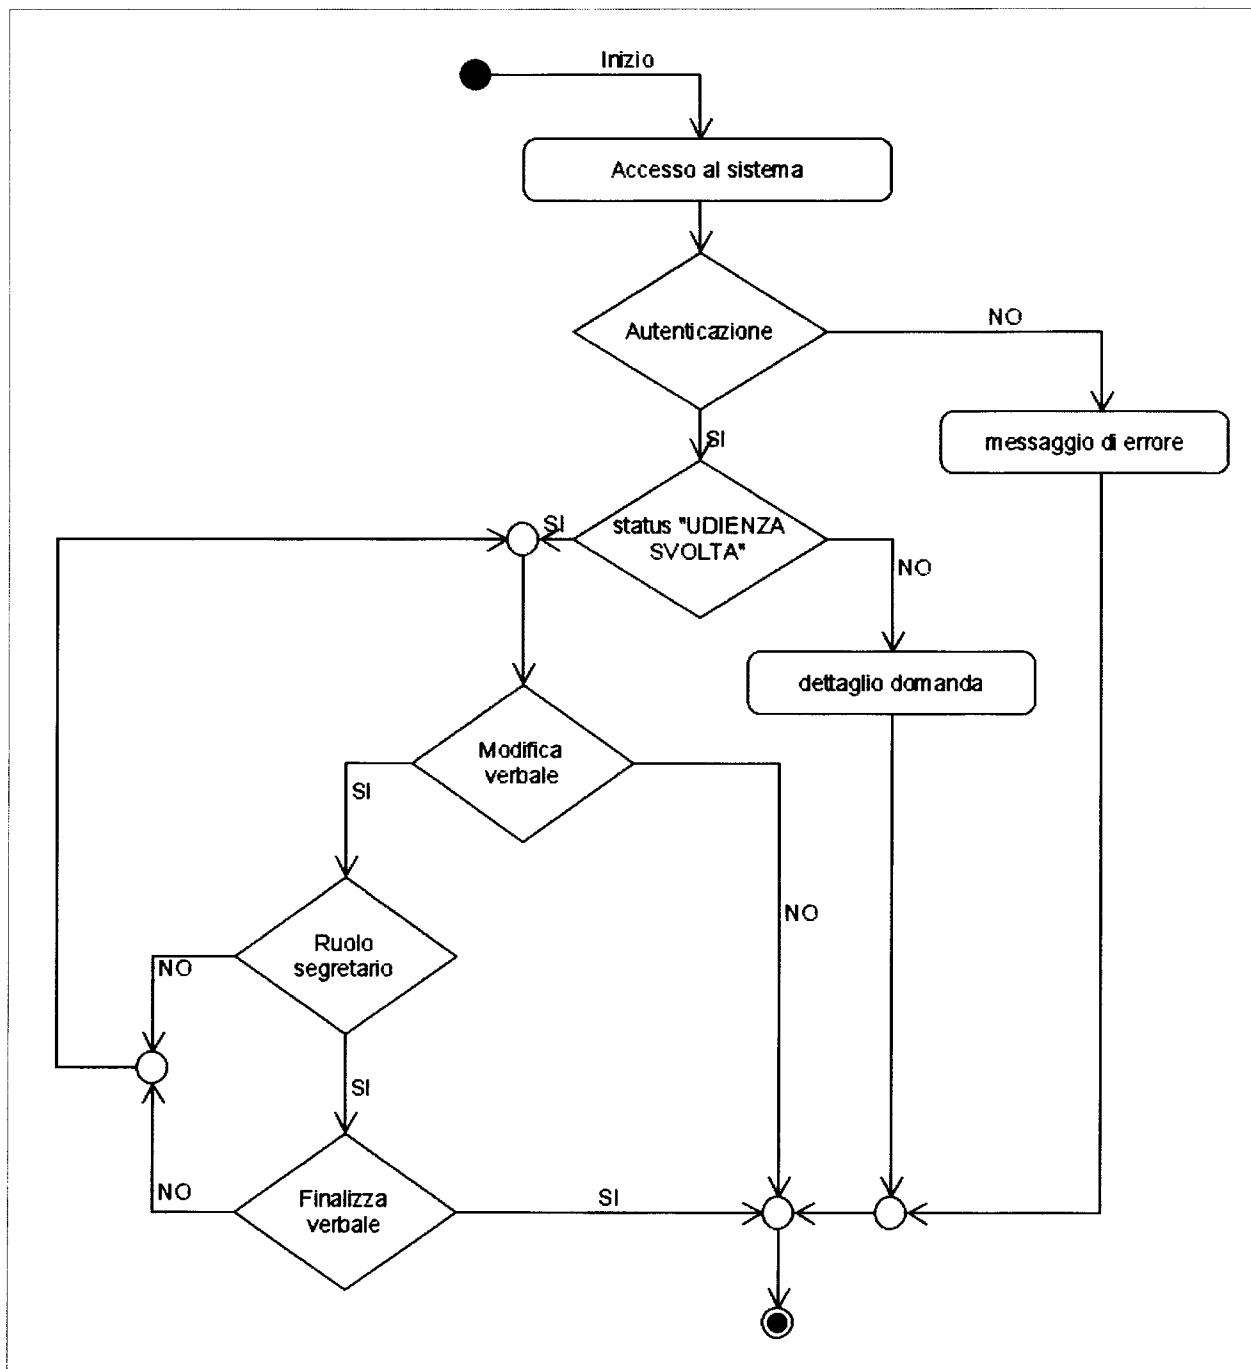 Inizio
Accesso al sistema
Autenticazione
NO
messaggio di errore
SI
status "UDIENZA
SVOLTA"
SI
NO
dettaglio domanda
Modifica
verbale
SI
NO
Ruolo
segretario
NO
SI
Finalizza
verbale
NO
SI